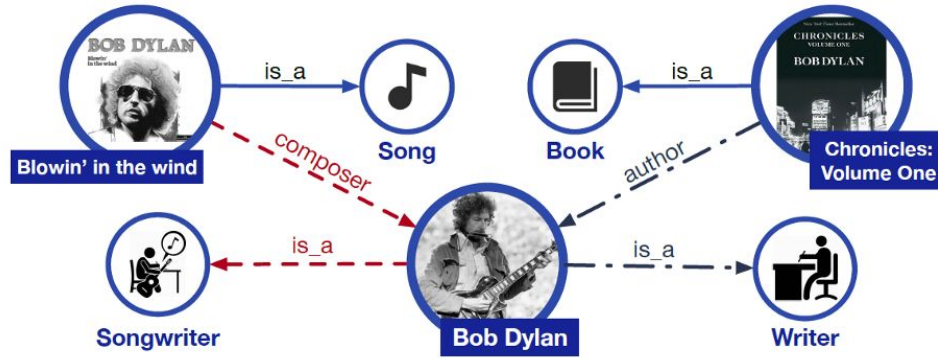 BOB DYLAN
Blowin'
in the wind
is_a
is_a
CHRONICLES
VOLUME ONE
BOB DYLAN
Song
Book
Blowin' in the wind
composer
author
Chronicles:
Volume One
is_a
is_a
Songwriter
Bob Dylan
Writer